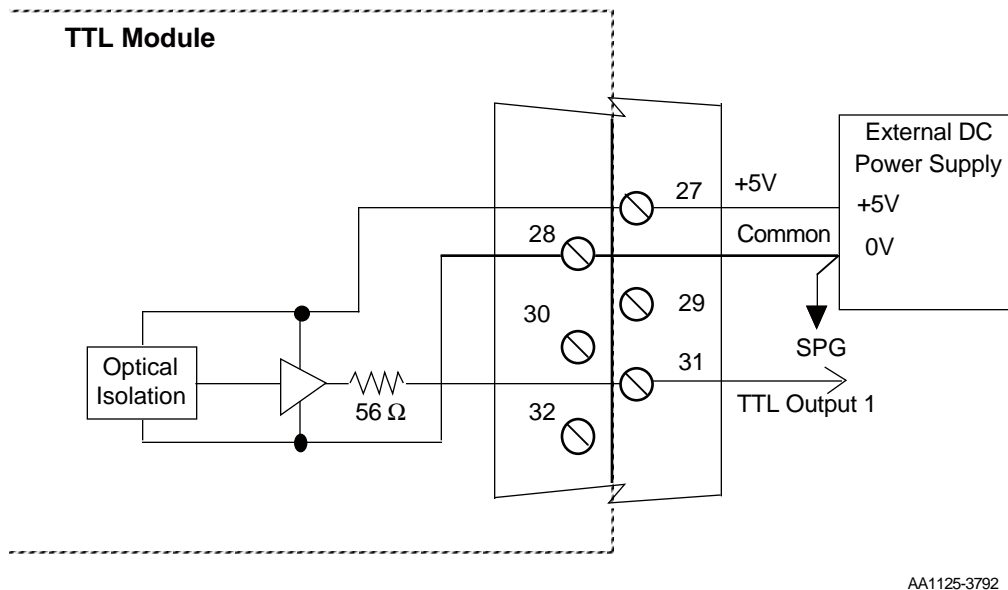 TTL Module
External DC
Power Supply
27
+5V
+5V
28
Common
0V
30
29
SPG
Optical
Isolation
56 Ω
31
TTL Output 1
32
AA1125-3792